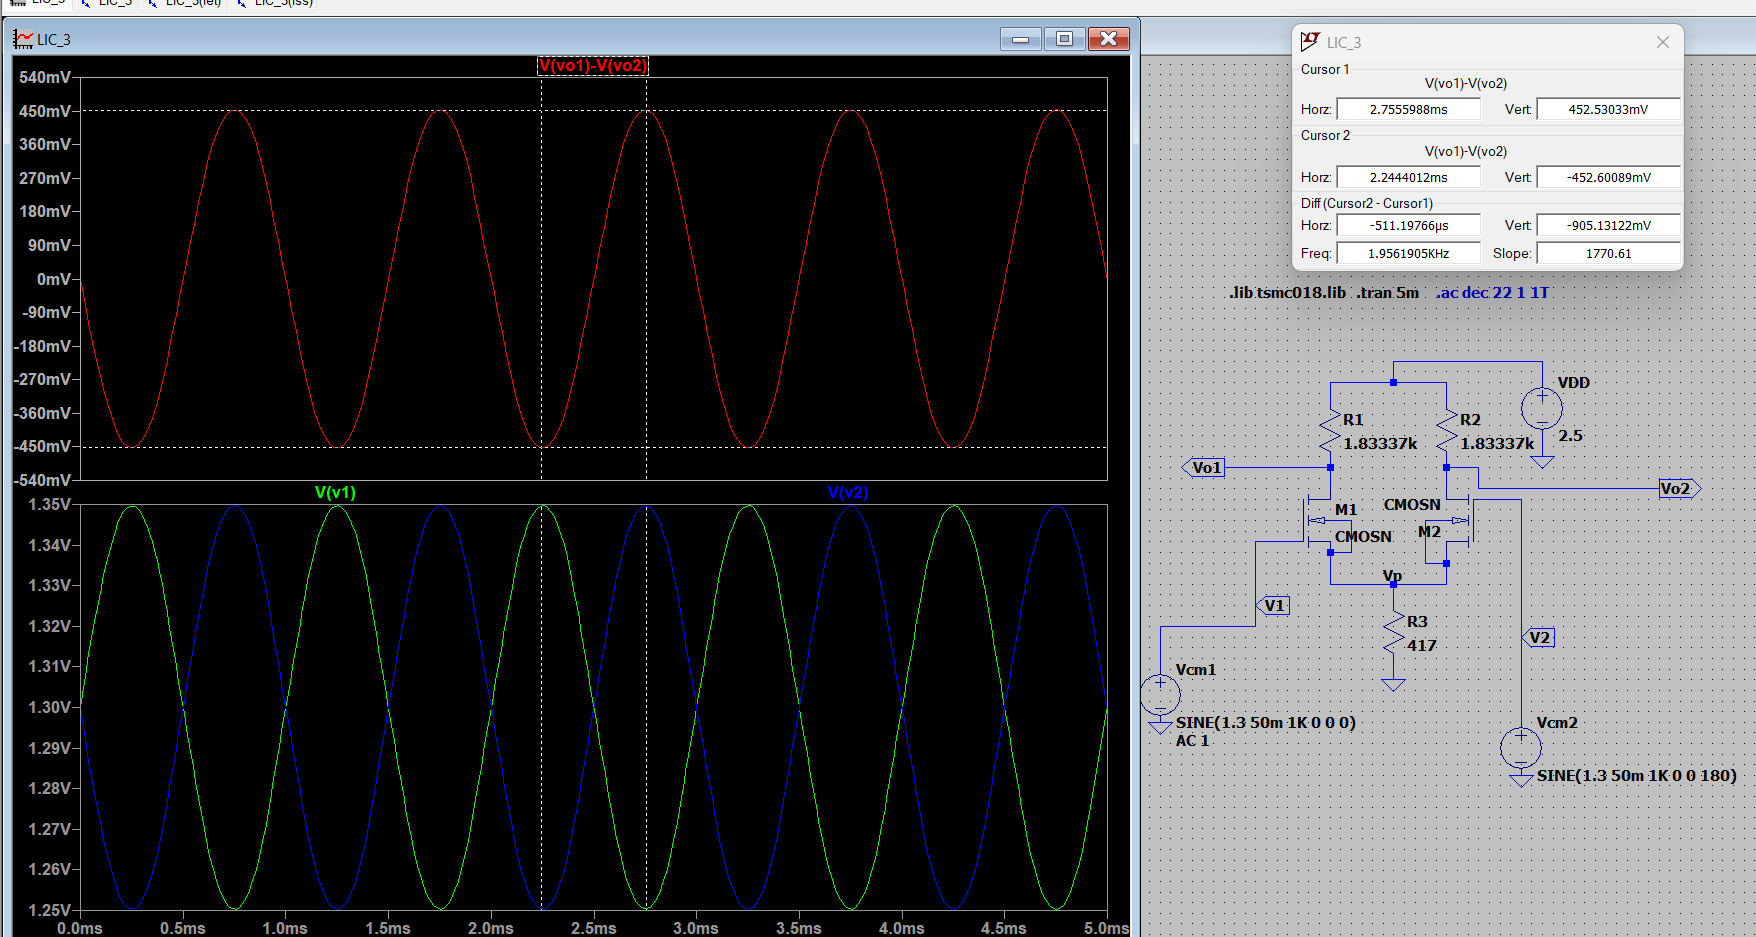 LIC_3 LIC_3 LIC_3(fet) LIC_3(Iss)
LIC_3
V(vo1)-V(vo2)
540mV
450mV
360mV
270mV
180mV
90mV
0mV
-90mV
-180mV
-270mV
-360mV
-450mV
-540mV
V(v1) V(v2)
1.35V
1.34V
1.33V
1.32V
1.31V
1.30V
1.29V
1.28V
1.27V
1.26V
1.25V
0.0ms 0.5ms 1.0ms 1.5ms 2.0ms 2.5ms 3.0ms 3.5ms 4.0ms 4.5ms 5.0ms
LIC_3
Cursor 1
V(vo1)-V(vo2)
Horz: 2.7555988ms Vert: 452.53033mV
Cursor 2
V(vo1)-V(vo2)
Horz: 2.2444012ms Vert: -452.60089mV
Diff (Cursor2 - Cursor1)
Horz: -511.19766µs Vert: -905.13122mV
Freq: 1.9561905KHz Slope: 1770.61
.lib tsmc018.lib .tran 5m .ac dec 22 1 1T
VDD
2.5
R1
1.83337k
R2
1.83337k
Vo1
Vo2
M1
CMOSN
CMOSN
M2
Vp
V1
R3
417
V2
Vcm1
SINE(1.3 50m 1K 0 0 0)
AC 1
Vcm2
SINE(1.3 50m 1K 0 0 180)